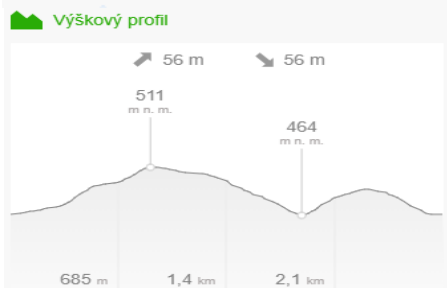 Výškový profil
56 m 56 m
511
m n. m.
464
m n. m.
685 m 1,4 km 2,1 km